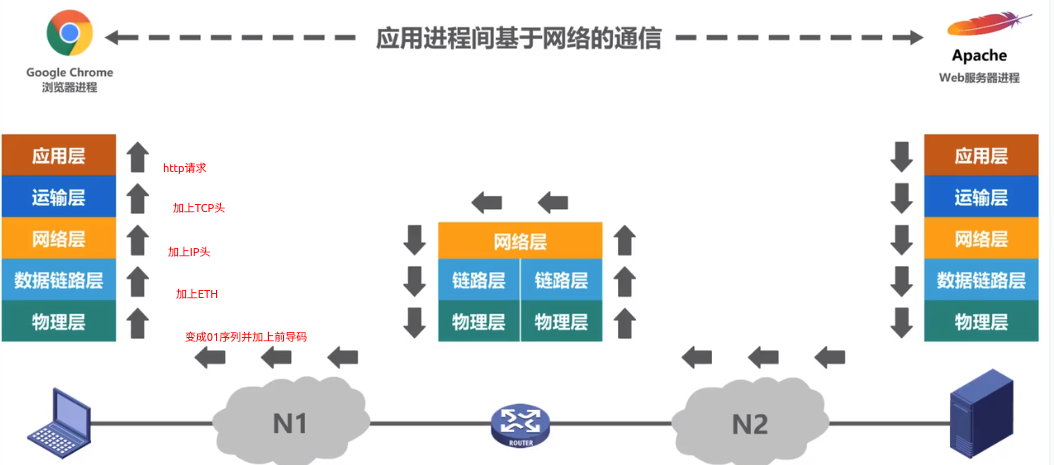 应用进程间基于网络的通信
Google Chrome
浏览器进程
Apache
Web服务器进程
应用层
http请求
运输层
加上TCP头
网络层
加上IP头
数据链路层
加上ETH
物理层
变成01序列并加上前导码
网络层
链路层 链路层
物理层 物理层
应用层
运输层
网络层
数据链路层
物理层
N1
ROUTER
N2